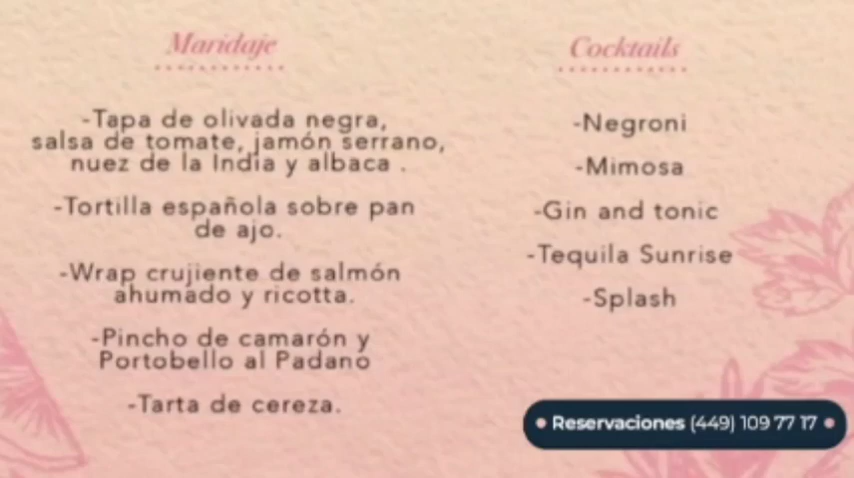 Maridaje
-Tapa de olivada negra,
salsa de tomate, jamón serrano,
nuez de la India y albaca .
-Tortilla española sobre pan
de ajo.
-Wrap crujiente de salmón
ahumado y ricotta.
-Pincho de camarón y
Portobello al Padano
-Tarta de cereza.
Cocktails
-Negroni
-Mimosa
-Gin and tonic
-Tequila Sunrise
-Splash
Reservaciones (449) 109 77 17